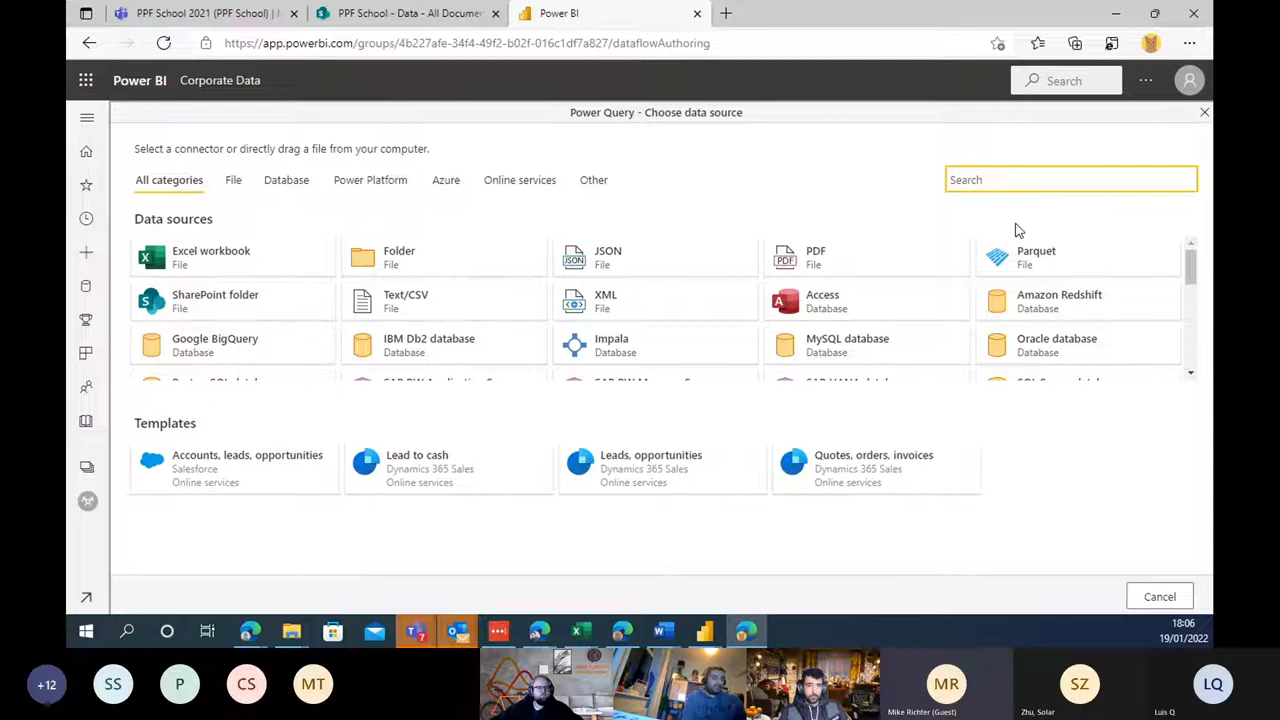 PPF School 2021 (PPF School) |
PPF School - Data - All Documen
Power BI
https://app.powerbi.com/groups/4b227afe-34f4-49f2-b02f-016c1df7a827/dataflowAuthoring
Power BI
Corporate Data
Search
Power Query - Choose data source
Select a connector or directly drag a file from your computer.
All categories
File
Database
Power Platform
Azure
Online services
Other
Search
Data sources
Excel workbook
File
Folder
File
JSON
JSON
File
PDF
PDF
File
Parquet
File
SharePoint folder
File
Text/CSV
File
XML
File
Access
Database
Amazon Redshift
Database
Google BigQuery
Database
IBM Db2 database
Database
Impala
Database
MySQL database
Database
Oracle database
Database
Templates
Accounts, leads, opportunities
Salesforce
Online services
Lead to cash
Dynamics 365 Sales
Online services
Leads, opportunities
Dynamics 365 Sales
Online services
Quotes, orders, invoices
Dynamics 365 Sales
Online services
Cancel
7
18:06
19/01/2022
+12
SS
P
CS
MT
MR
Mike Richter (Guest)
SZ
Zhu, Solar
LQ
Luis Q